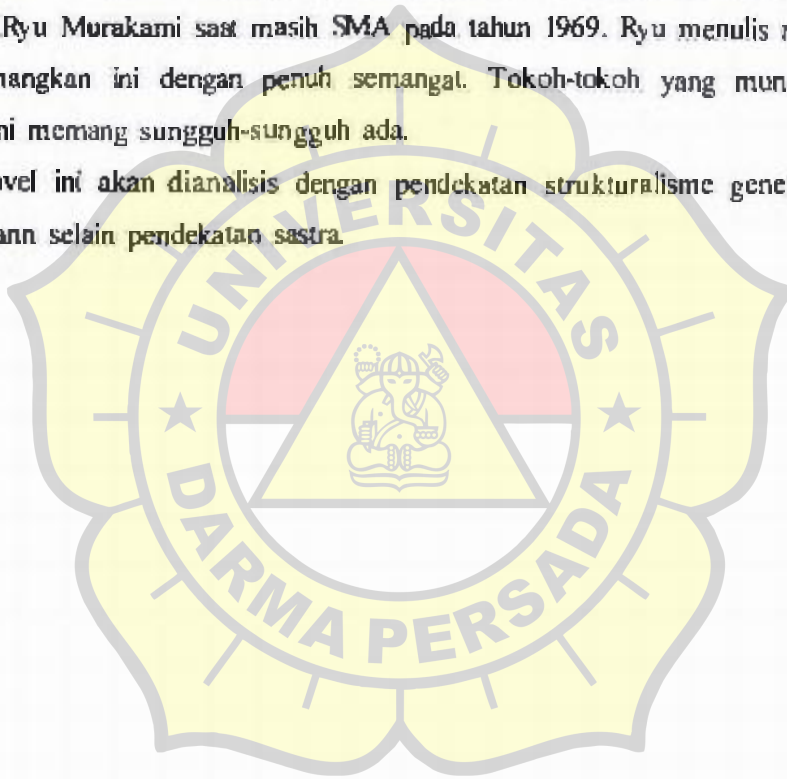 Ryu Murakami saat masih SMA pada tahun 1969. Ryu menulis
nangkan ini dengan penuh semangat. Tokoh-tokoh yang mun
ni memang sungguh-sungguh ada.
vel ini akan dianalisis dengan pendekatan strukturalisme gene
ann selain pendekatan sastra.
UNIVERSITAS
DARMA PERSADA